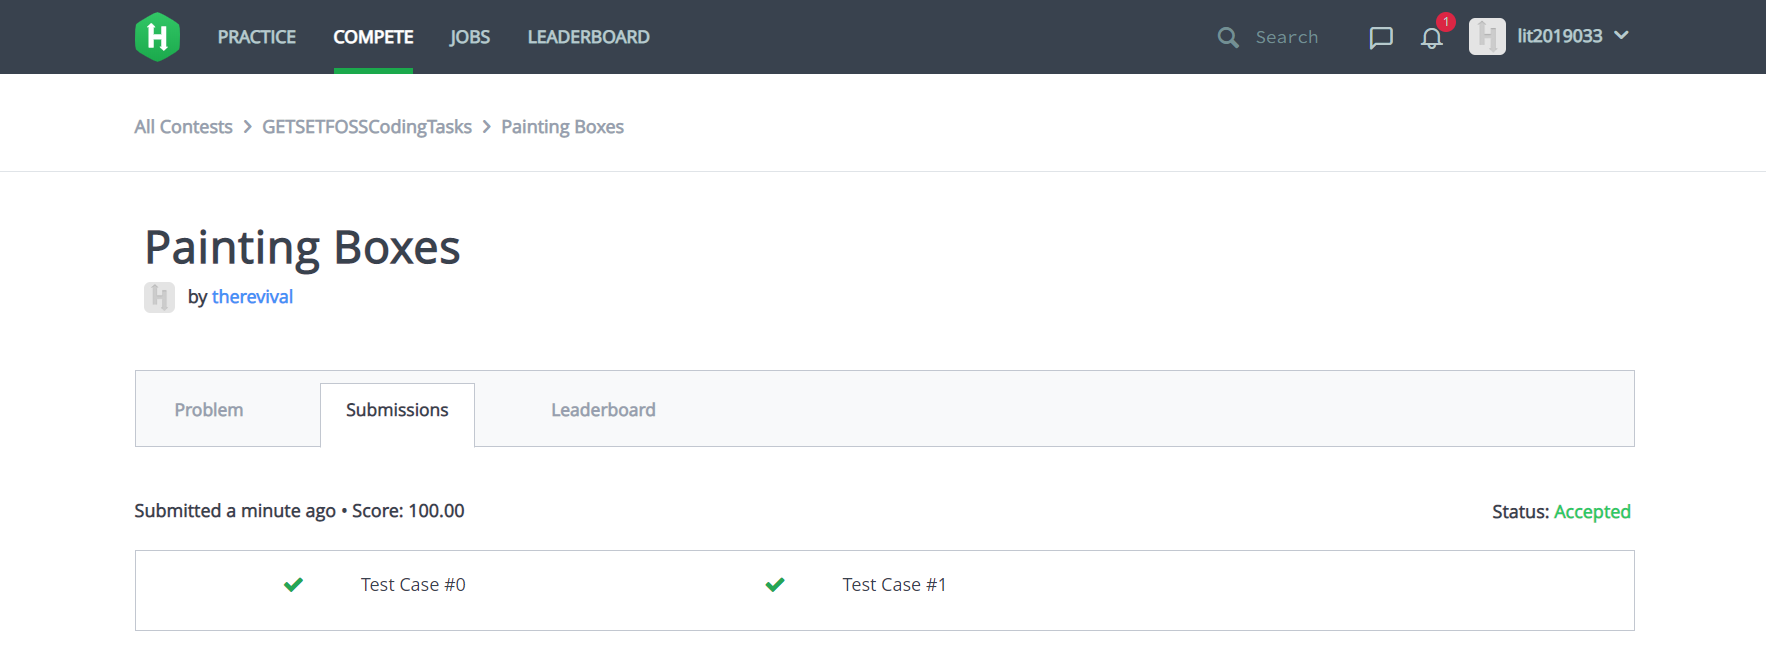 H PRACTICE COMPETE JOBS LEADERBOARD Search 1 H lit2019033
All Contests > GETSETFOSSCodingTasks > Painting Boxes
Painting Boxes
H by therevival
Problem Submissions Leaderboard
Submitted a minute ago • Score: 100.00 Status: Accepted
Test Case #0 Test Case #1